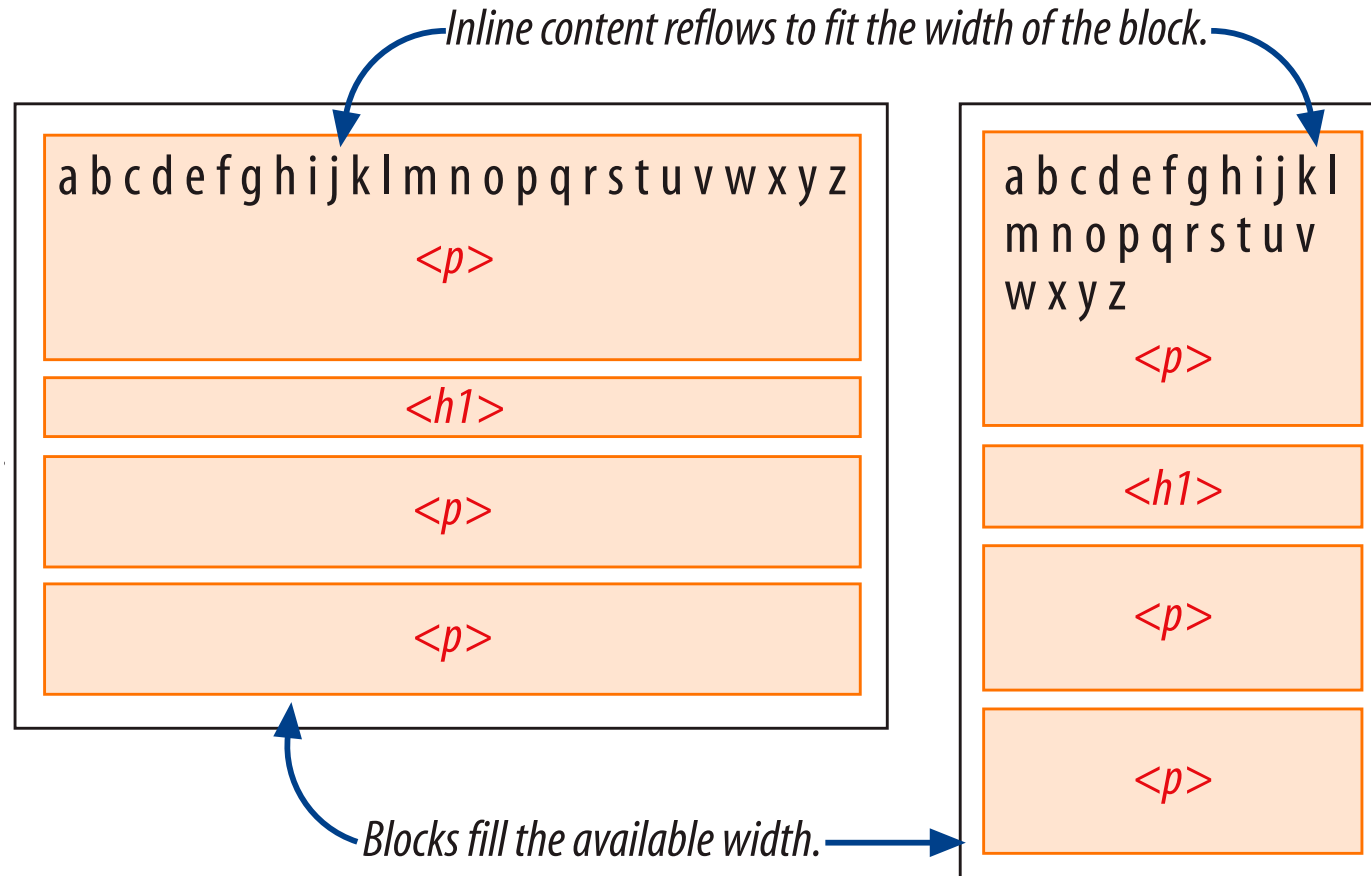 Inline content reflows to fit the width of the block.
a b c d e f g h i j k l m n o p q r s t u v w x y z
<p>
<h1>
<p>
<p>
a b c d e f g h i j k l
m n o p q r s t u v
w x y z
<p>
<h1>
<p>
<p>
Blocks fill the available width.